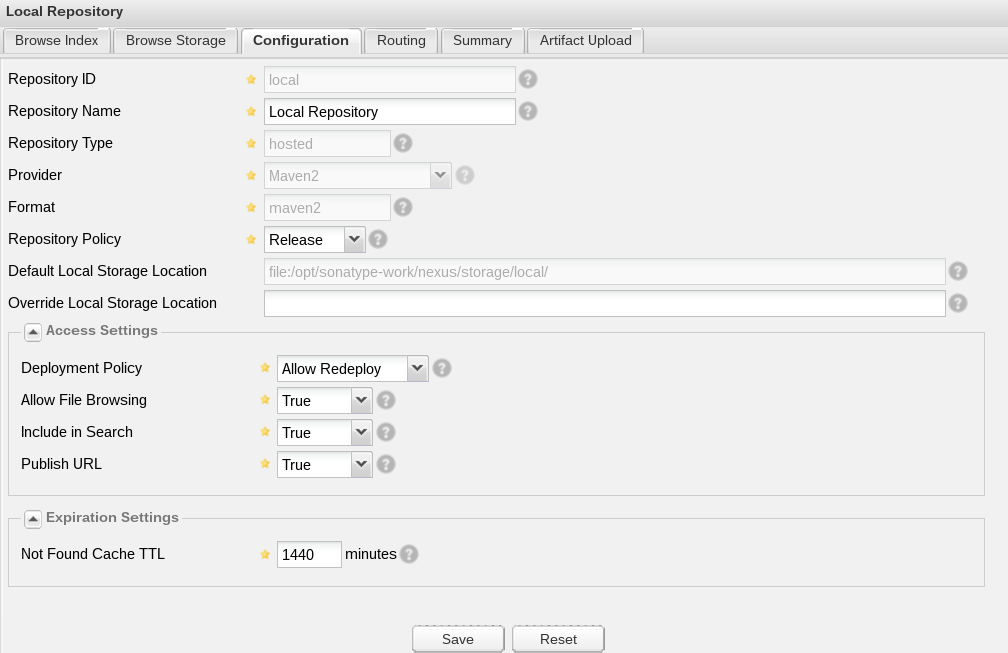 Local Repository
Browse Index Browse Storage Configuration Routing Summary Artifact Upload
Repository ID local ?
Repository Name Local Repository ?
Repository Type hosted ?
Provider Maven2 ?
Format maven2 ?
Repository Policy Release ?
Default Local Storage Location file:/opt/sonatype-work/nexus/storage/local/ ?
Override Local Storage Location ?
Access Settings
Deployment Policy Allow Redeploy ?
Allow File Browsing True ?
Include in Search True ?
Publish URL True ?
Expiration Settings
Not Found Cache TTL 1440 minutes ?
Save Reset